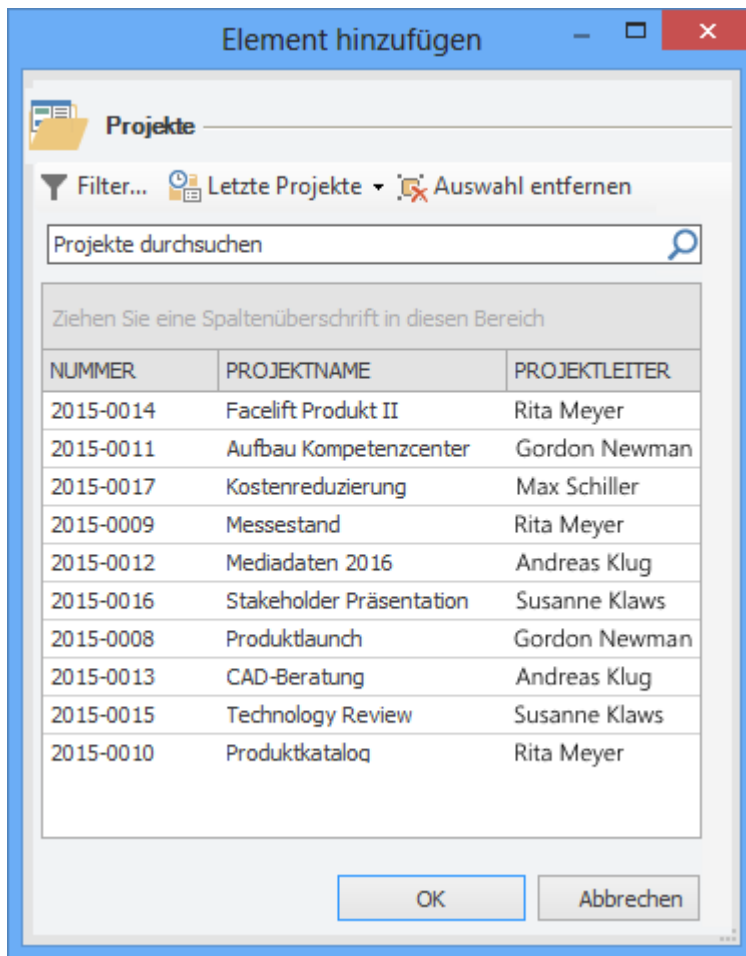 Element hinzufügen
Projekte
Filter... Letzte Projekte Auswahl entfernen
Projekte durchsuchen
Ziehen Sie eine Spaltenüberschrift in diesen Bereich
NUMMER PROJEKTNAME PROJEKTLEITER
2015-0014 Facelift Produkt II Rita Meyer
2015-0011 Aufbau Kompetenzcenter Gordon Newman
2015-0017 Kostenreduzierung Max Schiller
2015-0009 Messestand Rita Meyer
2015-0012 Mediadaten 2016 Andreas Klug
2015-0016 Stakeholder Präsentation Susanne Klaws
2015-0008 Produktlaunch Gordon Newman
2015-0013 CAD-Beratung Andreas Klug
2015-0015 Technology Review Susanne Klaws
2015-0010 Produktkatalog Rita Meyer
OK Abbrechen